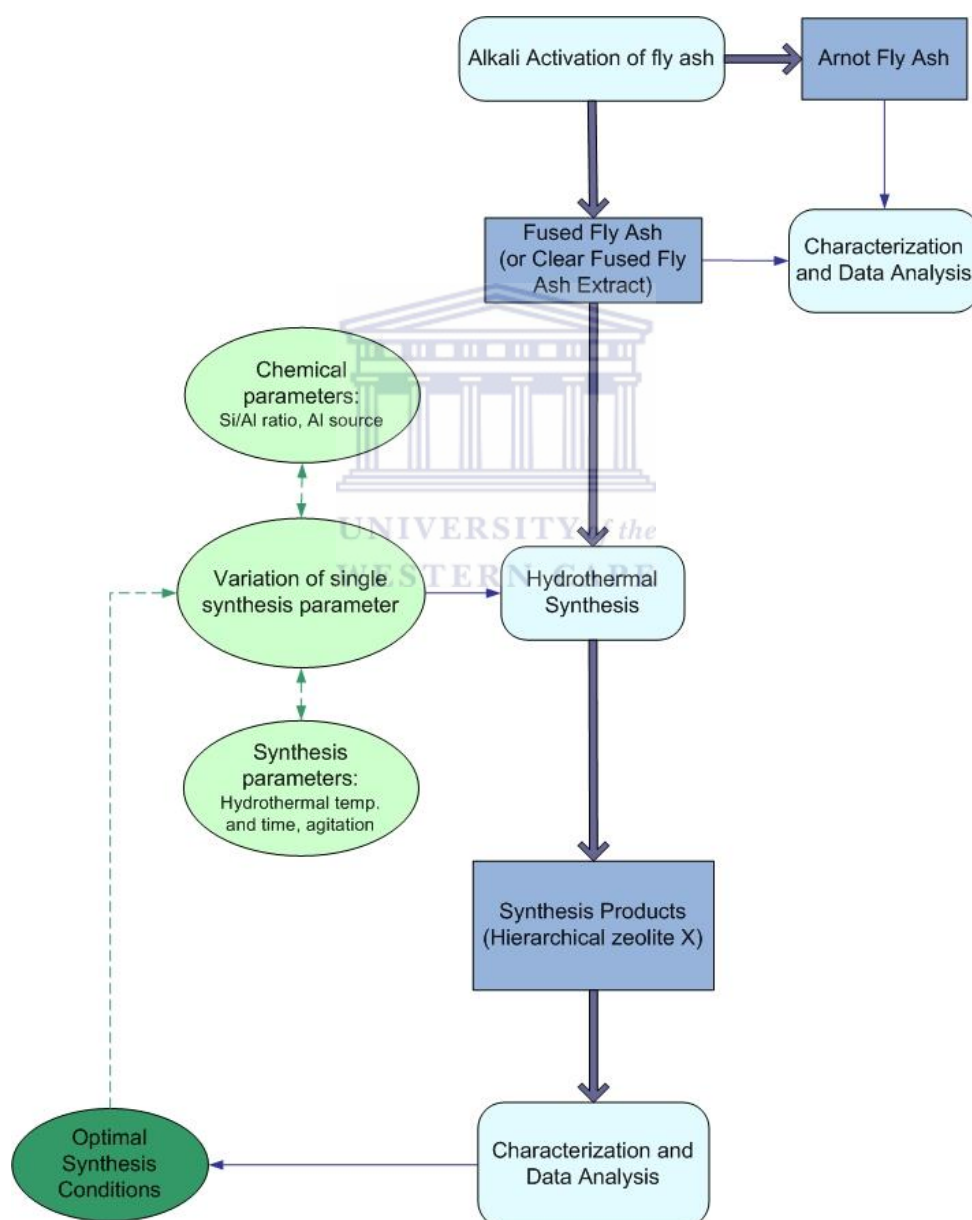 Alkali Activation of fly ash
Arnot Fly Ash
Fused Fly Ash
(or Clear Fused Fly
Ash Extract)
Characterization
and Data Analysis
Chemical
parameters:
Si/Al ratio, Al source
UNIVERSITY of the
WESTERN CAPE
Variation of single
synthesis parameter
Hydrothermal
Synthesis
Synthesis
parameters:
Hydrothermal temp.
and time, agitation
Synthesis Products
(Hierarchical zeolite X)
Characterization and
Data Analysis
Optimal
Synthesis
Conditions